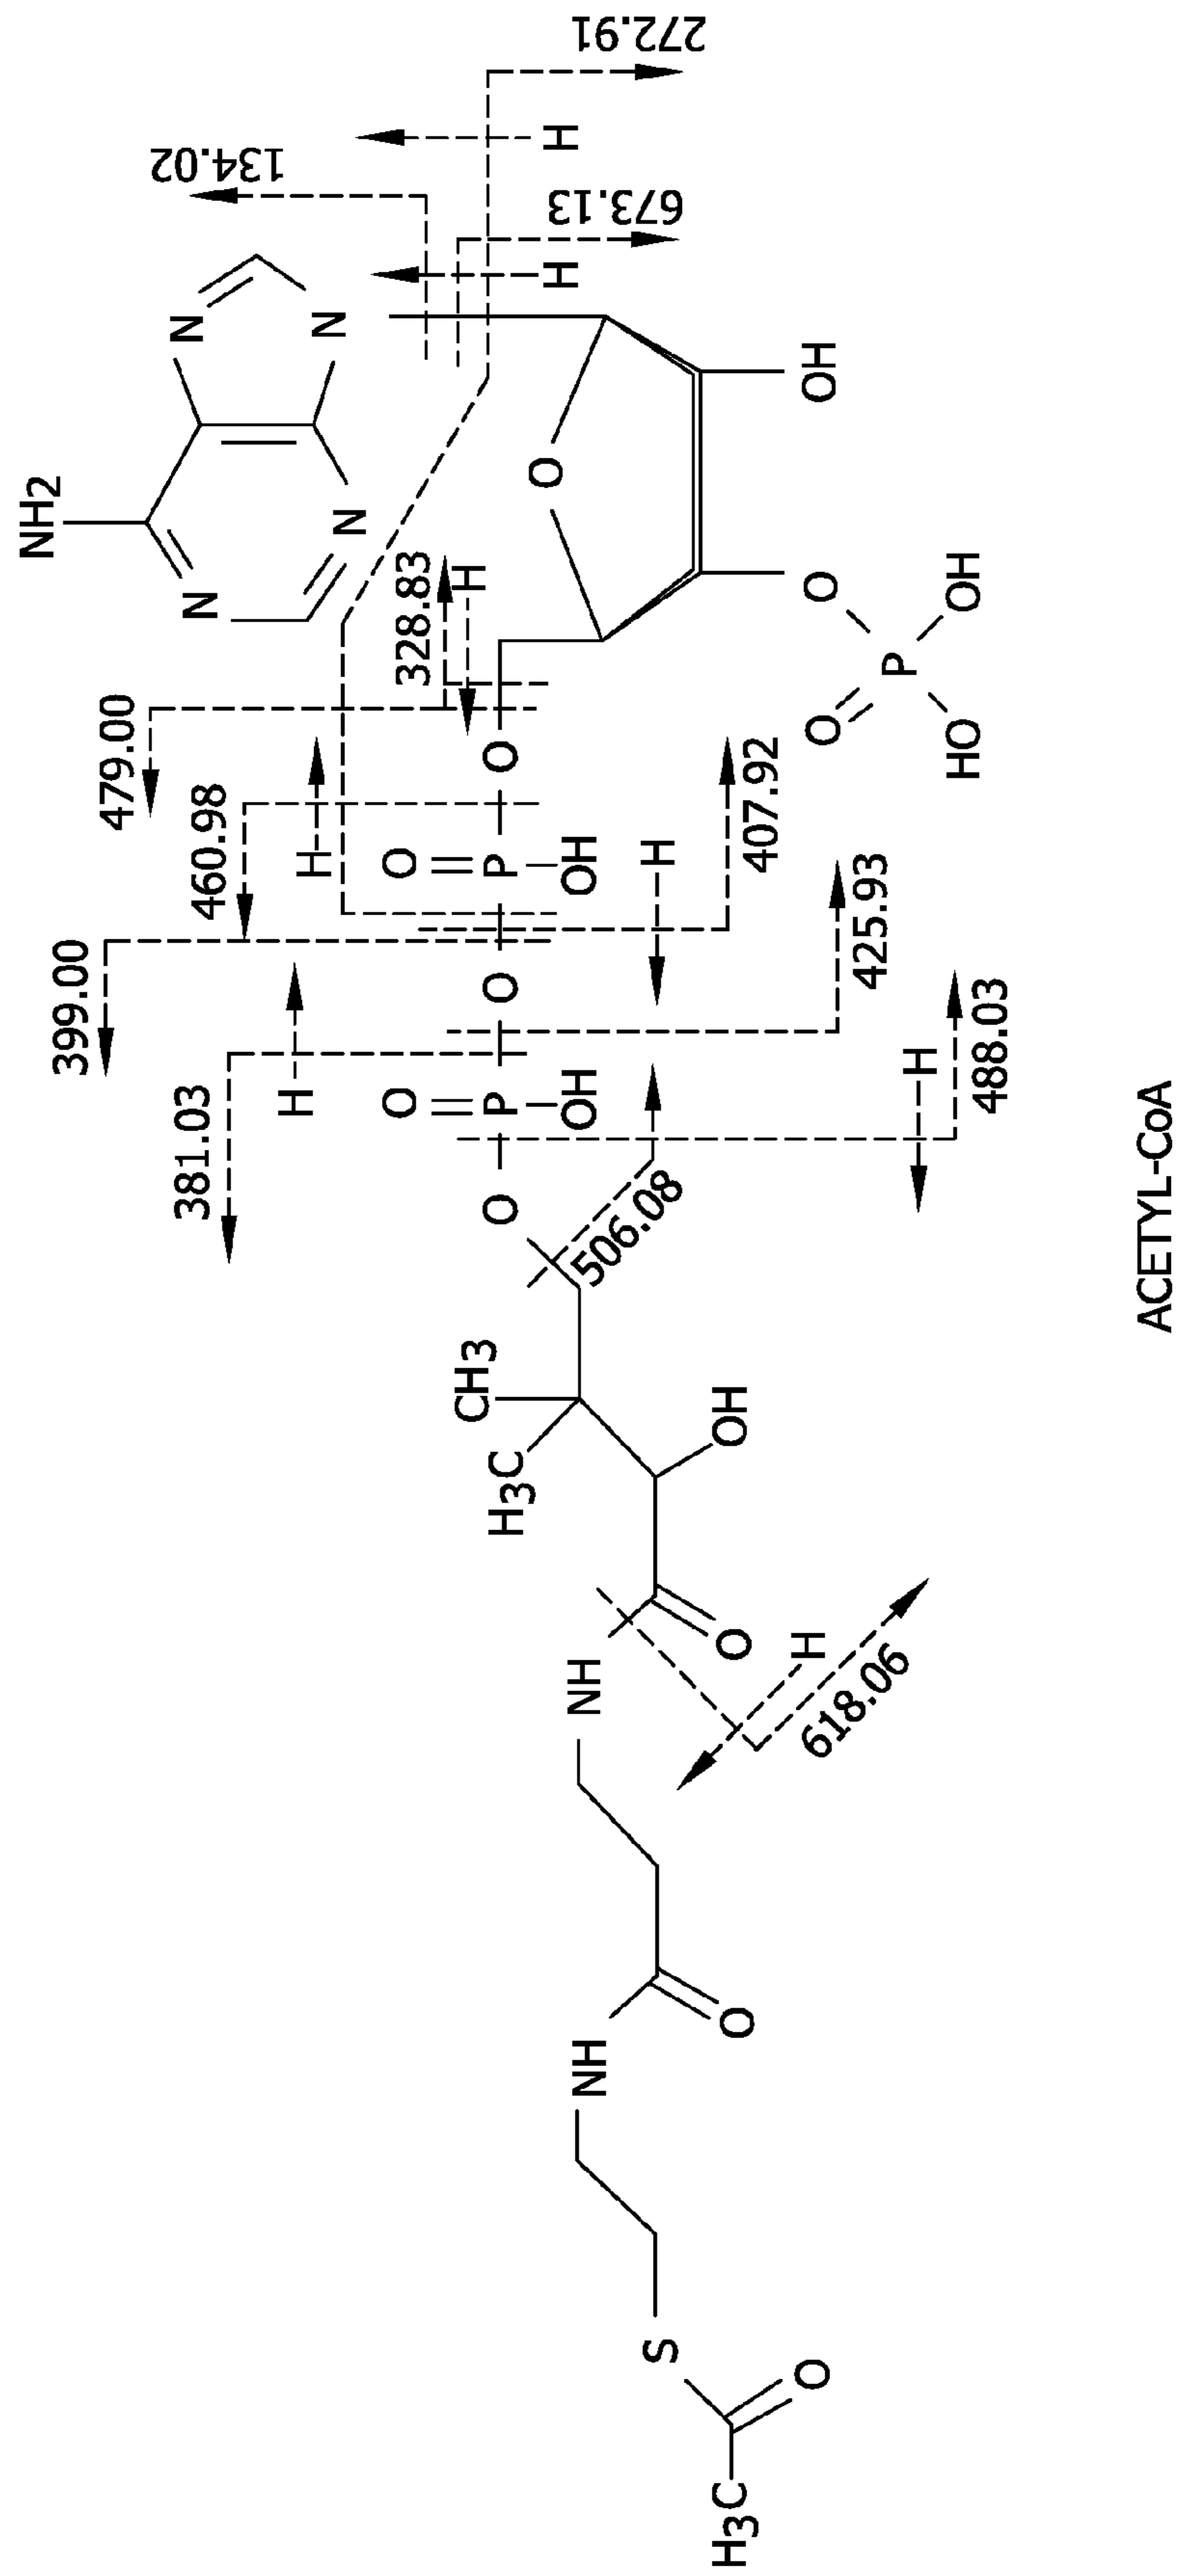 272.91
H
134.02
673.13
H
N
N
OH
NH2
O
N
N
328.83
H
O
OH
P
O
HO
479.00
O
460.98
H
O
P
OH
H
407.92
399.00
O
425.93
381.03
H
O
P
OH
H
488.03
O
506.08
CH3
H3C
OH
NH
O
H
618.06
NH
O
S
O
H3C
ACETYL-CoA